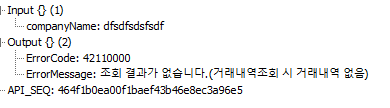 Input {} (1)
companyName: dfsdfsdsfsdf
Output {} (2)
ErrorCode: 42110000
ErrorMessage: 조회 결과가 없습니다.(거래내역조회 시 거래내역 없음)
API_SEQ: 464f1b0ea00f1baef43b46e8ec3a96e5